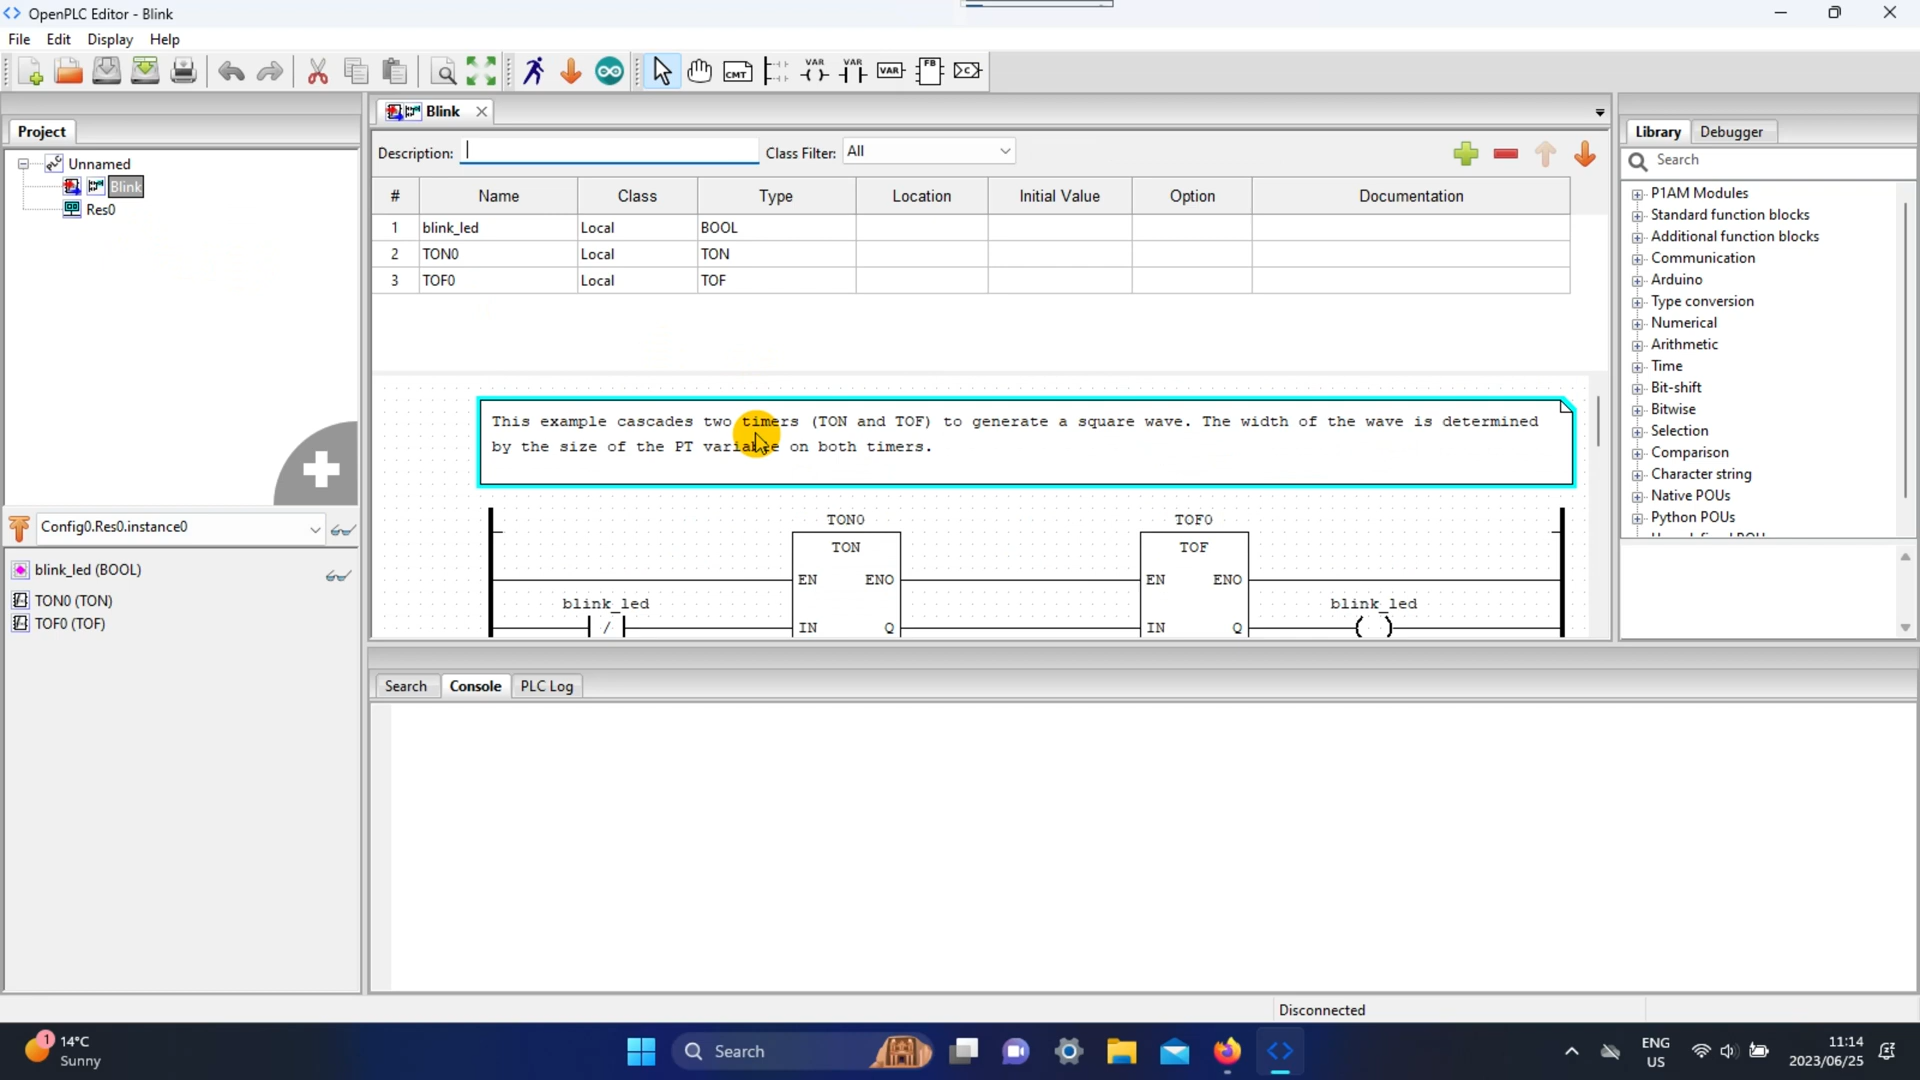 OpenPLC Editor - Blink
File Edit Display Help
CMT VAR VAR VAR FB C
Project
Unnamed
Blink
Res0
Config0.Res0.instance0
blink_led (BOOL)
TON0 (TON)
TOF0 (TOF)
Blink
Description: Class Filter: All
# Name Class Type Location Initial Value Option Documentation
1 blink_led Local BOOL
2 TON0 Local TON
3 TOF0 Local TOF
This example cascades two timers (TON and TOF) to generate a square wave. The width of the wave is determined
by the size of the PT variable on both timers.
TON0 TOF0
TON TOF
EN ENO EN ENO
blink_led blink_led
IN Q IN Q
Search Console PLC Log
Library Debugger
Search
P1AM Modules
Standard function blocks
Additional function blocks
Communication
Arduino
Type conversion
Numerical
Arithmetic
Time
Bit-shift
Bitwise
Selection
Comparison
Character string
Native POUs
Python POUs
Disconnected
1 14°C
Sunny
Search
ENG
US
11:14
2023/06/25